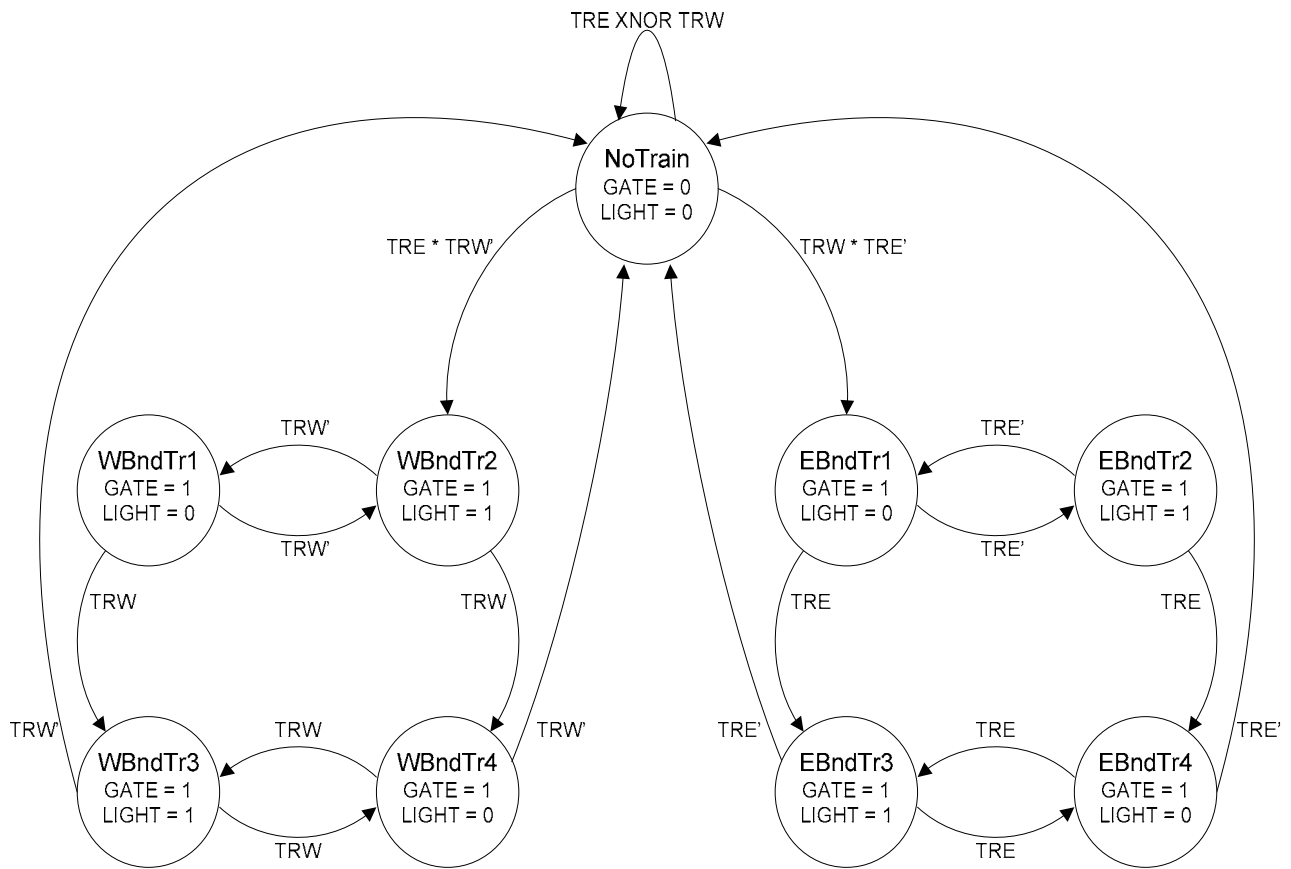 TRE XNOR TRW
NoTrain
GATE = 0
LIGHT = 0
TRE * TRW’
TRW * TRE’
TRW’
TRE’
WBndTr1
GATE = 1
LIGHT = 0
WBndTr2
GATE = 1
LIGHT = 1
EBndTr1
GATE = 1
LIGHT = 0
EBndTr2
GATE = 1
LIGHT = 1
TRW’
TRE’
TRW
TRW
TRE
TRE
TRW’
TRW
TRW’
TRE’
TRE
TRE’
WBndTr3
GATE = 1
LIGHT = 1
WBndTr4
GATE = 1
LIGHT = 0
EBndTr3
GATE = 1
LIGHT = 1
EBndTr4
GATE = 1
LIGHT = 0
TRW
TRE